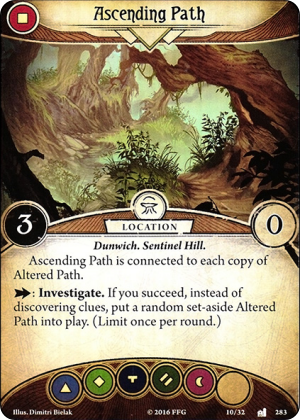 Ascending Path
3
LOCATION
0
Dunwich. Sentinel Hill.
Ascending Path is connected to each copy of
Altered Path.
: Investigate. If you succeed, instead of
discovering clues, put a random set-aside Altered
Path into play. (Limit once per round.)
Illus. Dimitri Bielak © 2016 FFG 10/32 283